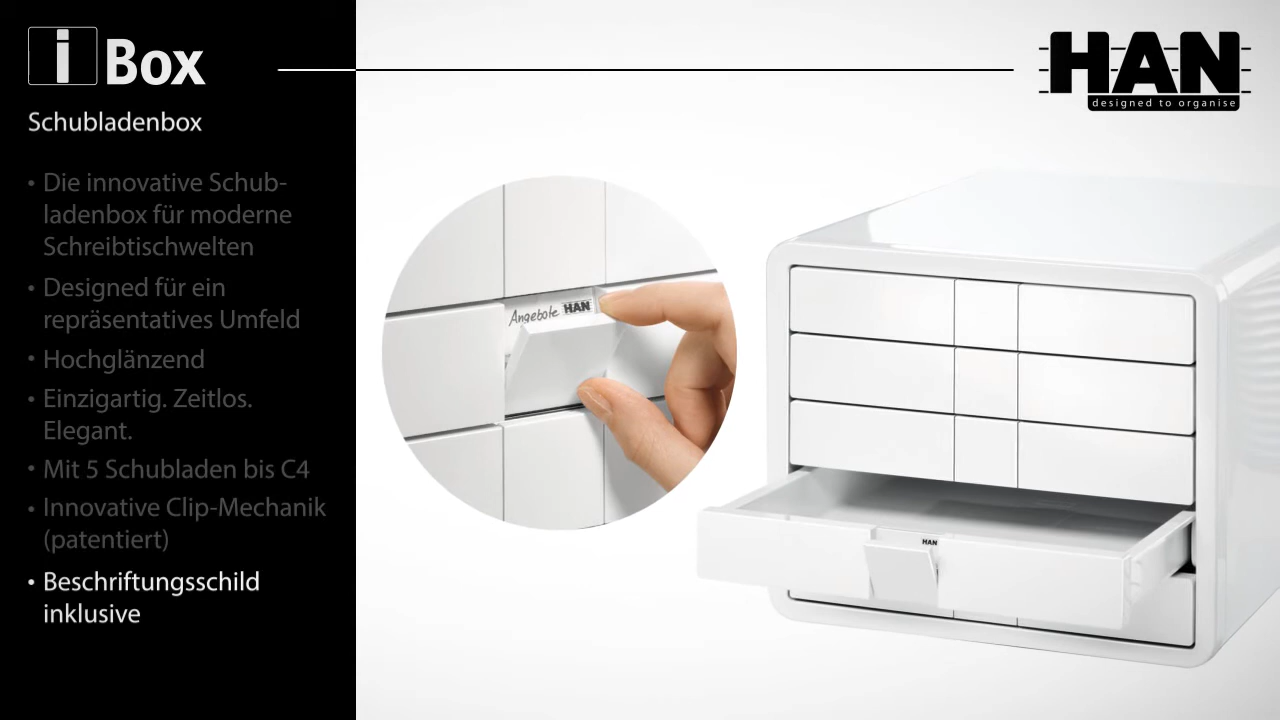 i Box
HAN
designed to organise
Schubladenbox
• Die innovative Schub-
ladenbox für moderne
Schreibtischwelten
• Designed für ein
repräsentatives Umfeld
• Hochglänzend
• Einzigartig. Zeitlos.
Elegant.
• Mit 5 Schubladen bis C4
• Innovative Clip-Mechanik
(patentiert)
• Beschriftungsschild
inklusive
Angebote HAN
HAN